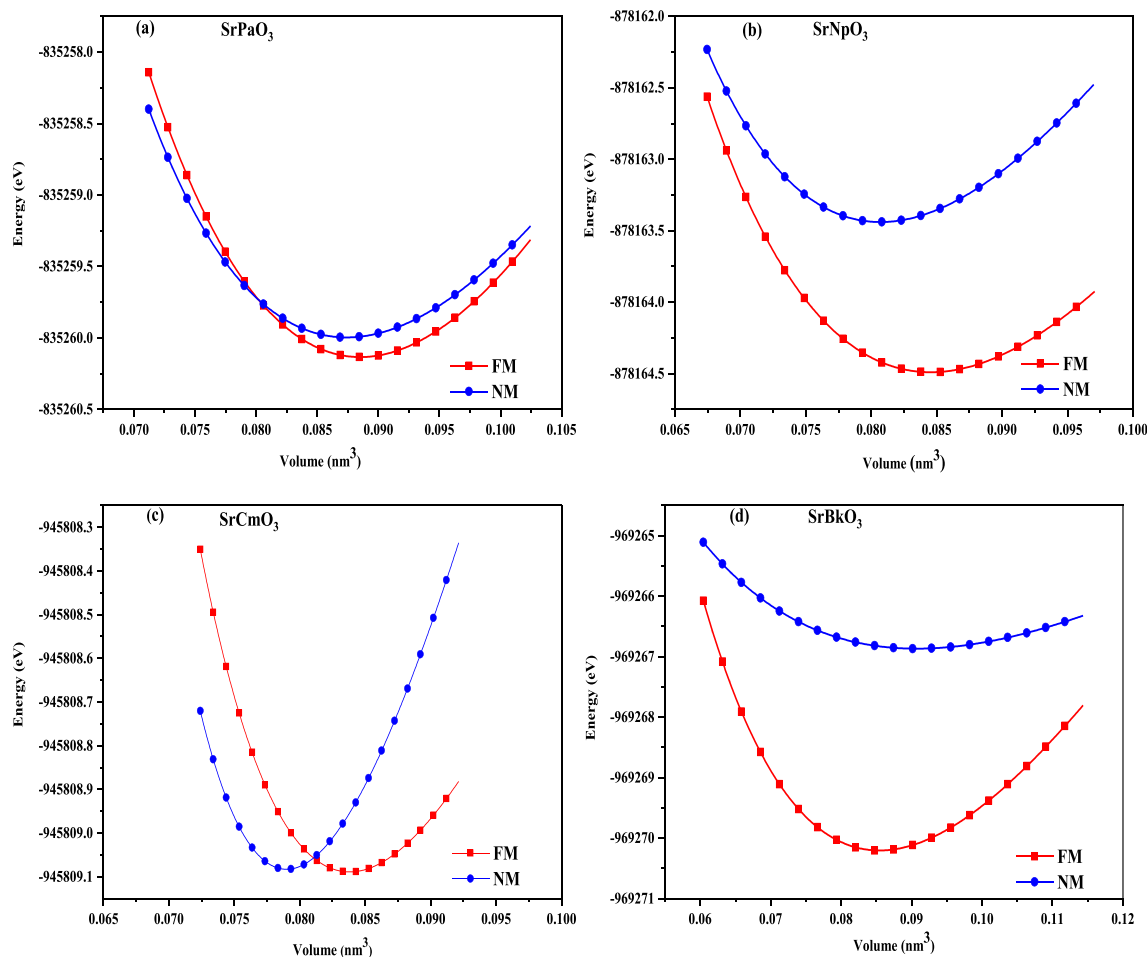 (a) SrPaO3
-835258.0
-835258.5
-835259.0
-835259.5
-835260.0
-835260.5
Energy (eV)
0.070 0.075 0.080 0.085 0.090 0.095 0.100 0.105
Volume (nm3)
FM
NM
(b) SrNpO3
-878162.0
-878162.5
-878163.0
-878163.5
-878164.0
-878164.5
Energy (eV)
0.065 0.070 0.075 0.080 0.085 0.090 0.095 0.100
Volume (nm3)
FM
NM
(c) SrCmO3
-945808.3
-945808.4
-945808.5
-945808.6
-945808.7
-945808.8
-945808.9
-945809.0
-945809.1
Energy (eV)
0.065 0.070 0.075 0.080 0.085 0.090 0.095 0.100
Volume (nm3)
FM
NM
(d) SrBkO3
-969265
-969266
-969267
-969268
-969269
-969270
-969271
Energy (eV)
0.06 0.07 0.08 0.09 0.10 0.11 0.12
Volume (nm3)
FM
NM